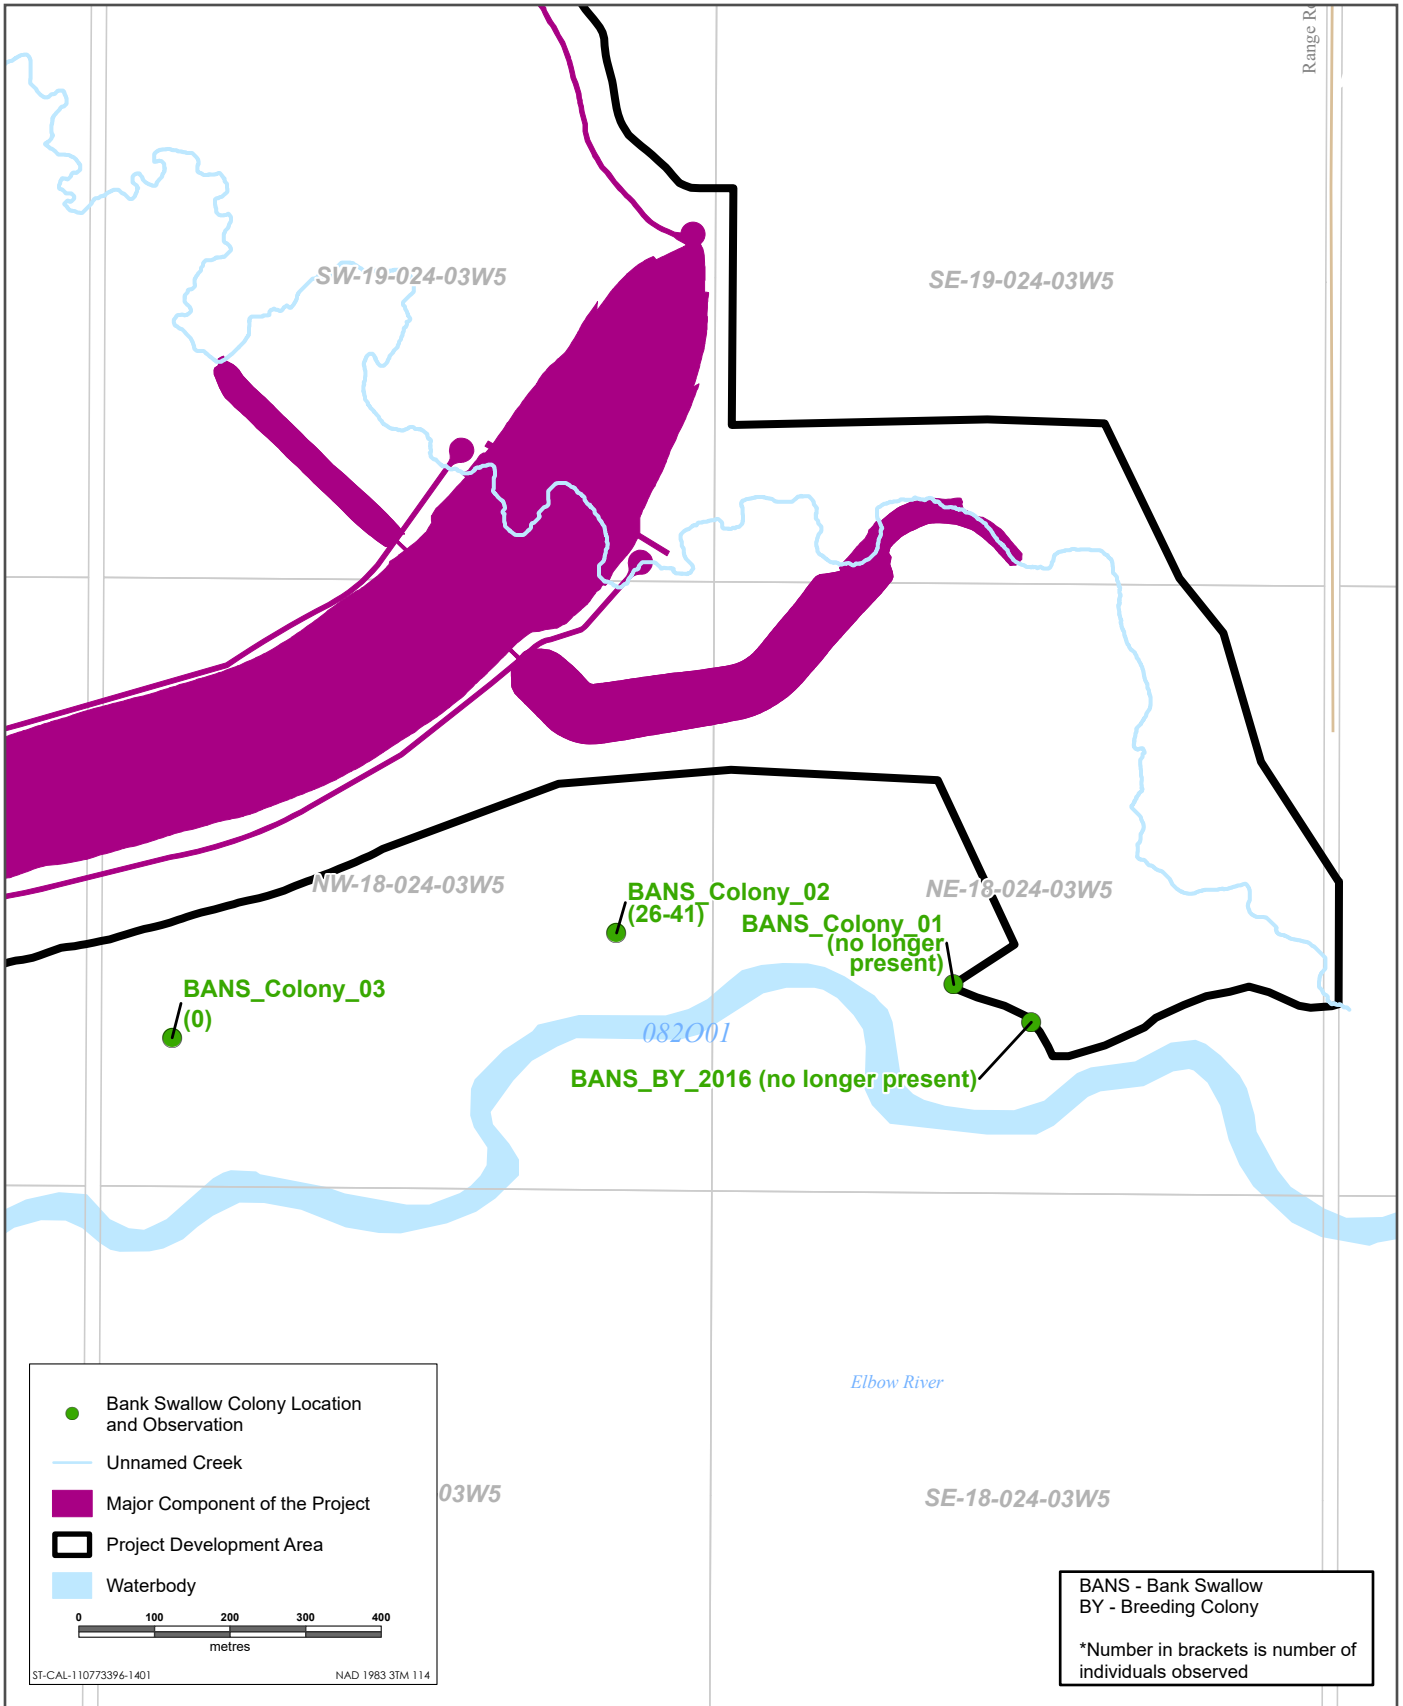 Range
SW-19-024-03W5
SE-19-024-03W5
NW-18-024-03W5
NE-18-024-03W5
BANS_Colony_02
(26-41)
BANS_Colony_01
(no longer
present)
BANS_Colony_03
(0)
082O01
BANS_BY_2016 (no longer present)
Elbow River
03W5
SE-18-024-03W5
Bank Swallow Colony Location
and Observation
Unnamed Creek
Major Component of the Project
Project Development Area
Waterbody
0 100 200 300 400
metres
ST-CAL-110773396-1401 NAD 1983 3TM 114
BANS - Bank Swallow
BY - Breeding Colony
*Number in brackets is number of
individuals observed